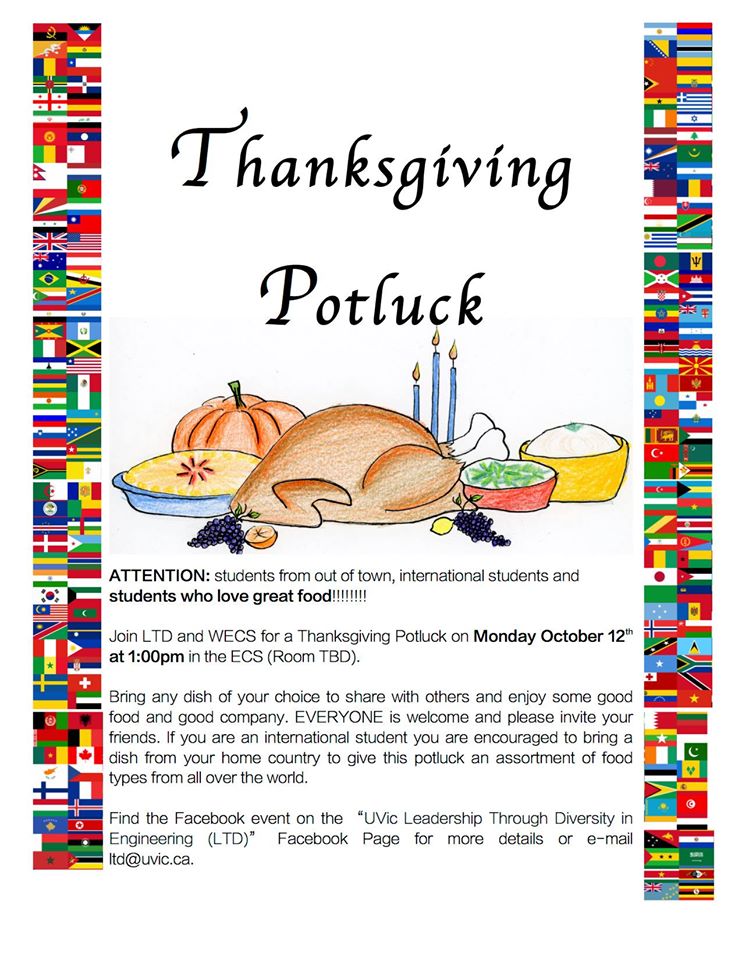 Thanksgiving
Potluck
ATTENTION: students from out of town, international students and
students who love great food!!!!!!!!
Join LTD and WECS for a Thanksgiving Potluck on Monday October 12th
at 1:00pm in the ECS (Room TBD).
Bring any dish of your choice to share with others and enjoy some good
food and good company. EVERYONE is welcome and please invite your
friends. If you are an international student you are encouraged to bring a
dish from your home country to give this potluck an assortment of food
types from all over the world.
Find the Facebook event on the “UVic Leadership Through Diversity in
Engineering (LTD)” Facebook Page for more details or e-mail
ltd@uvic.ca.